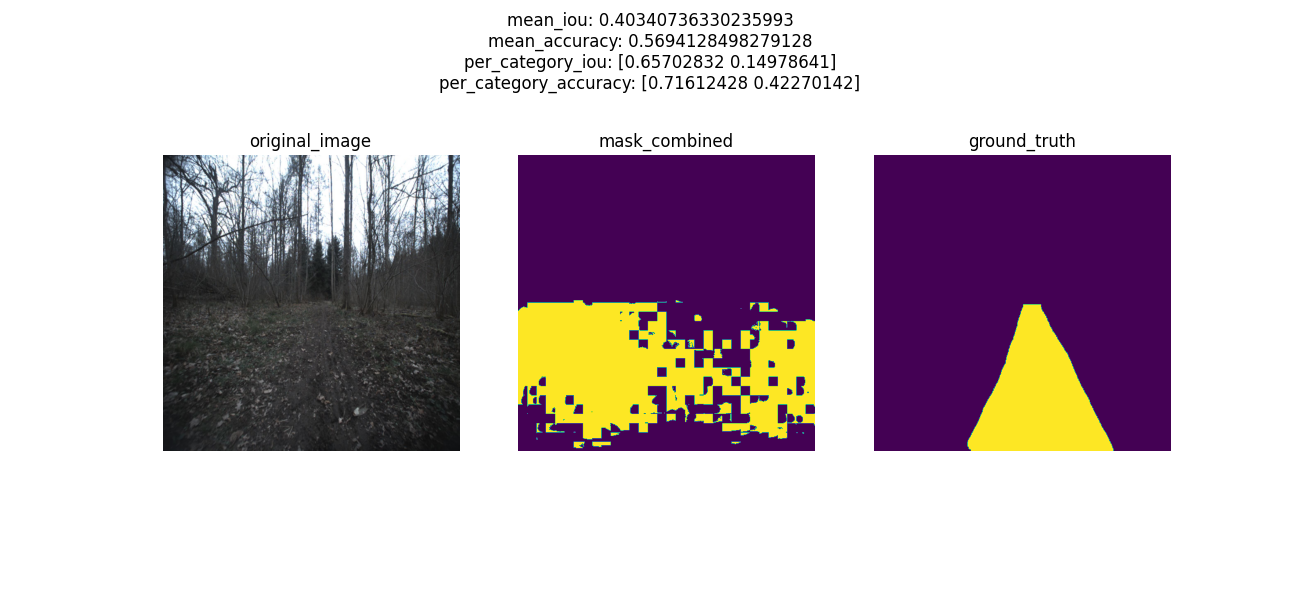 mean_iou: 0.40340736330235993
mean_accuracy: 0.5694128498279128
per_category_iou: [0.65702832 0.14978641]
per_category_accuracy: [0.71612428 0.42270142]
original_image
mask_combined
ground_truth